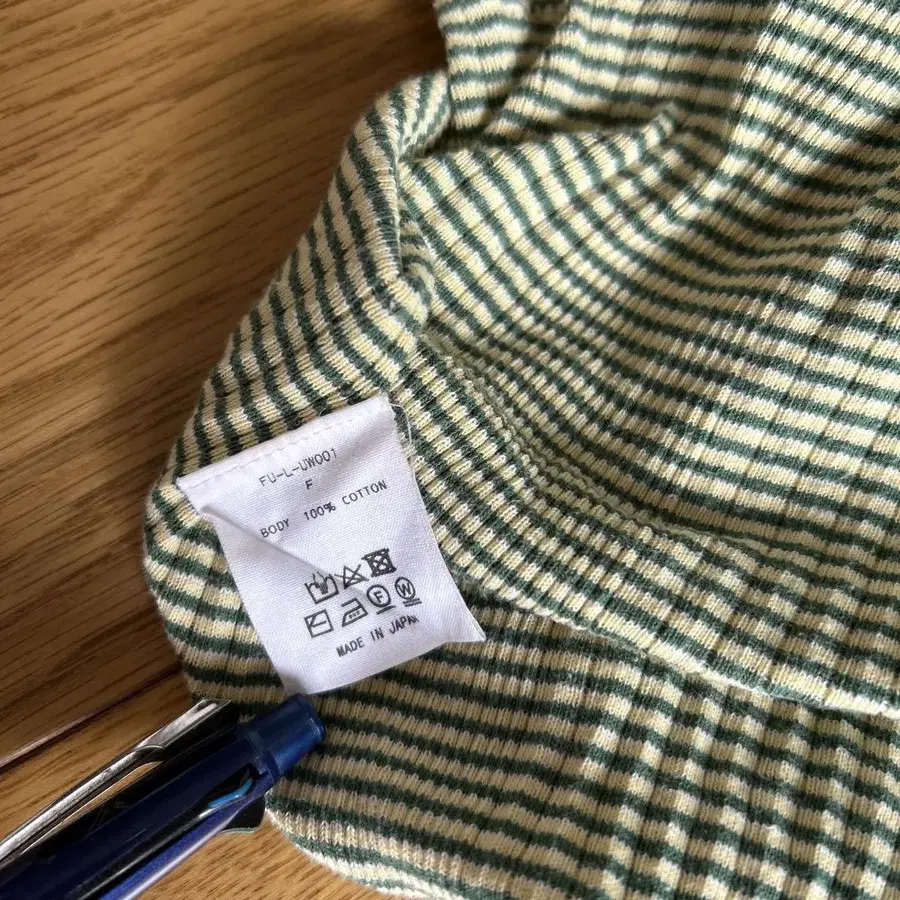 FU-L-UW001
F
BODY 100% COTTON
F W
MADE IN JAPAN